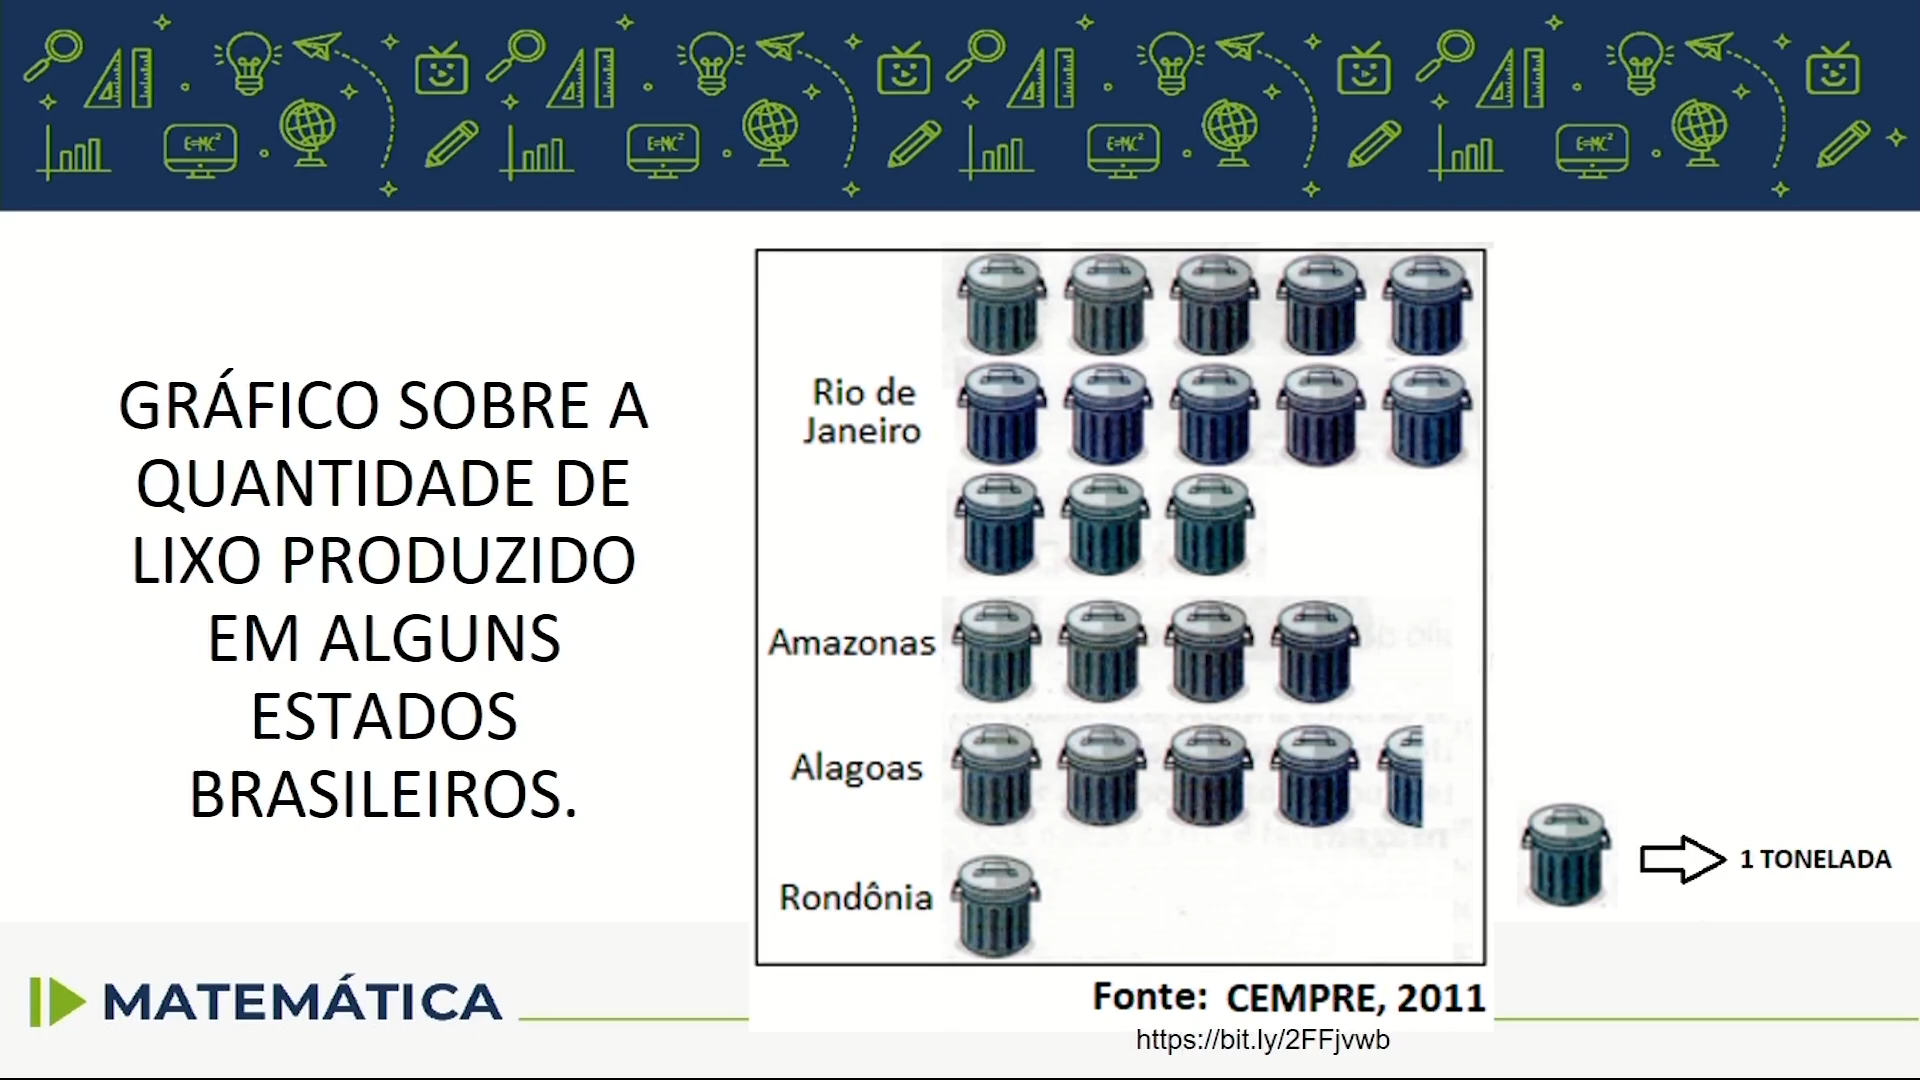 GRÁFICO SOBRE A
QUANTIDADE DE
LIXO PRODUZIDO
EM ALGUNS
ESTADOS
BRASILEIROS.
Rio de
Janeiro
Amazonas
Alagoas
Rondônia
1 TONELADA
Fonte: CEMPRE, 2011
https://bit.ly/2FFjvwb
MATEMÁTICA
E=MC²
E=MC²
E=MC²
E=MC²